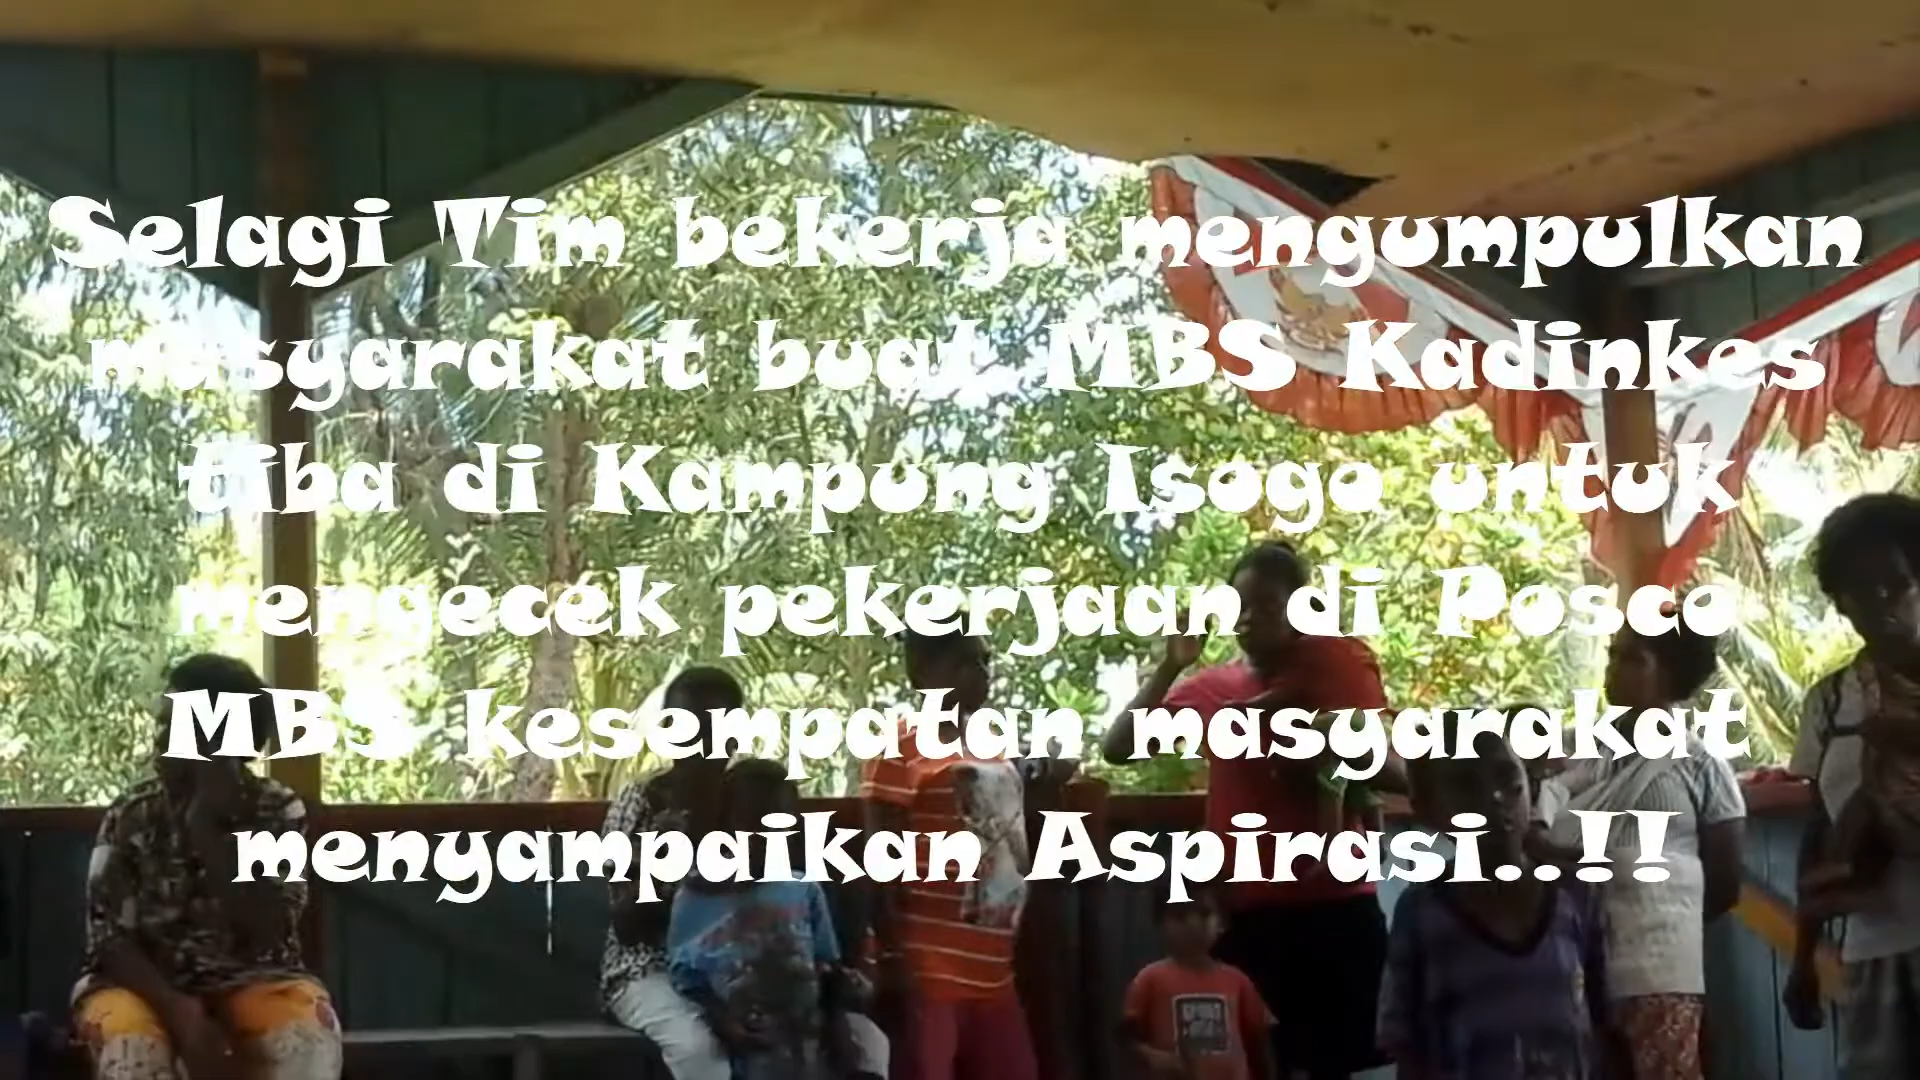 Selagi Tim bekerja mengumpulkan
masyarakat buat MBS Kadinkes
tiba di Kampung Isogo untuk
mengecek pekerjaan di Posco
MBS kesempatan masyarakat
menyampaikan Aspirasi..!!